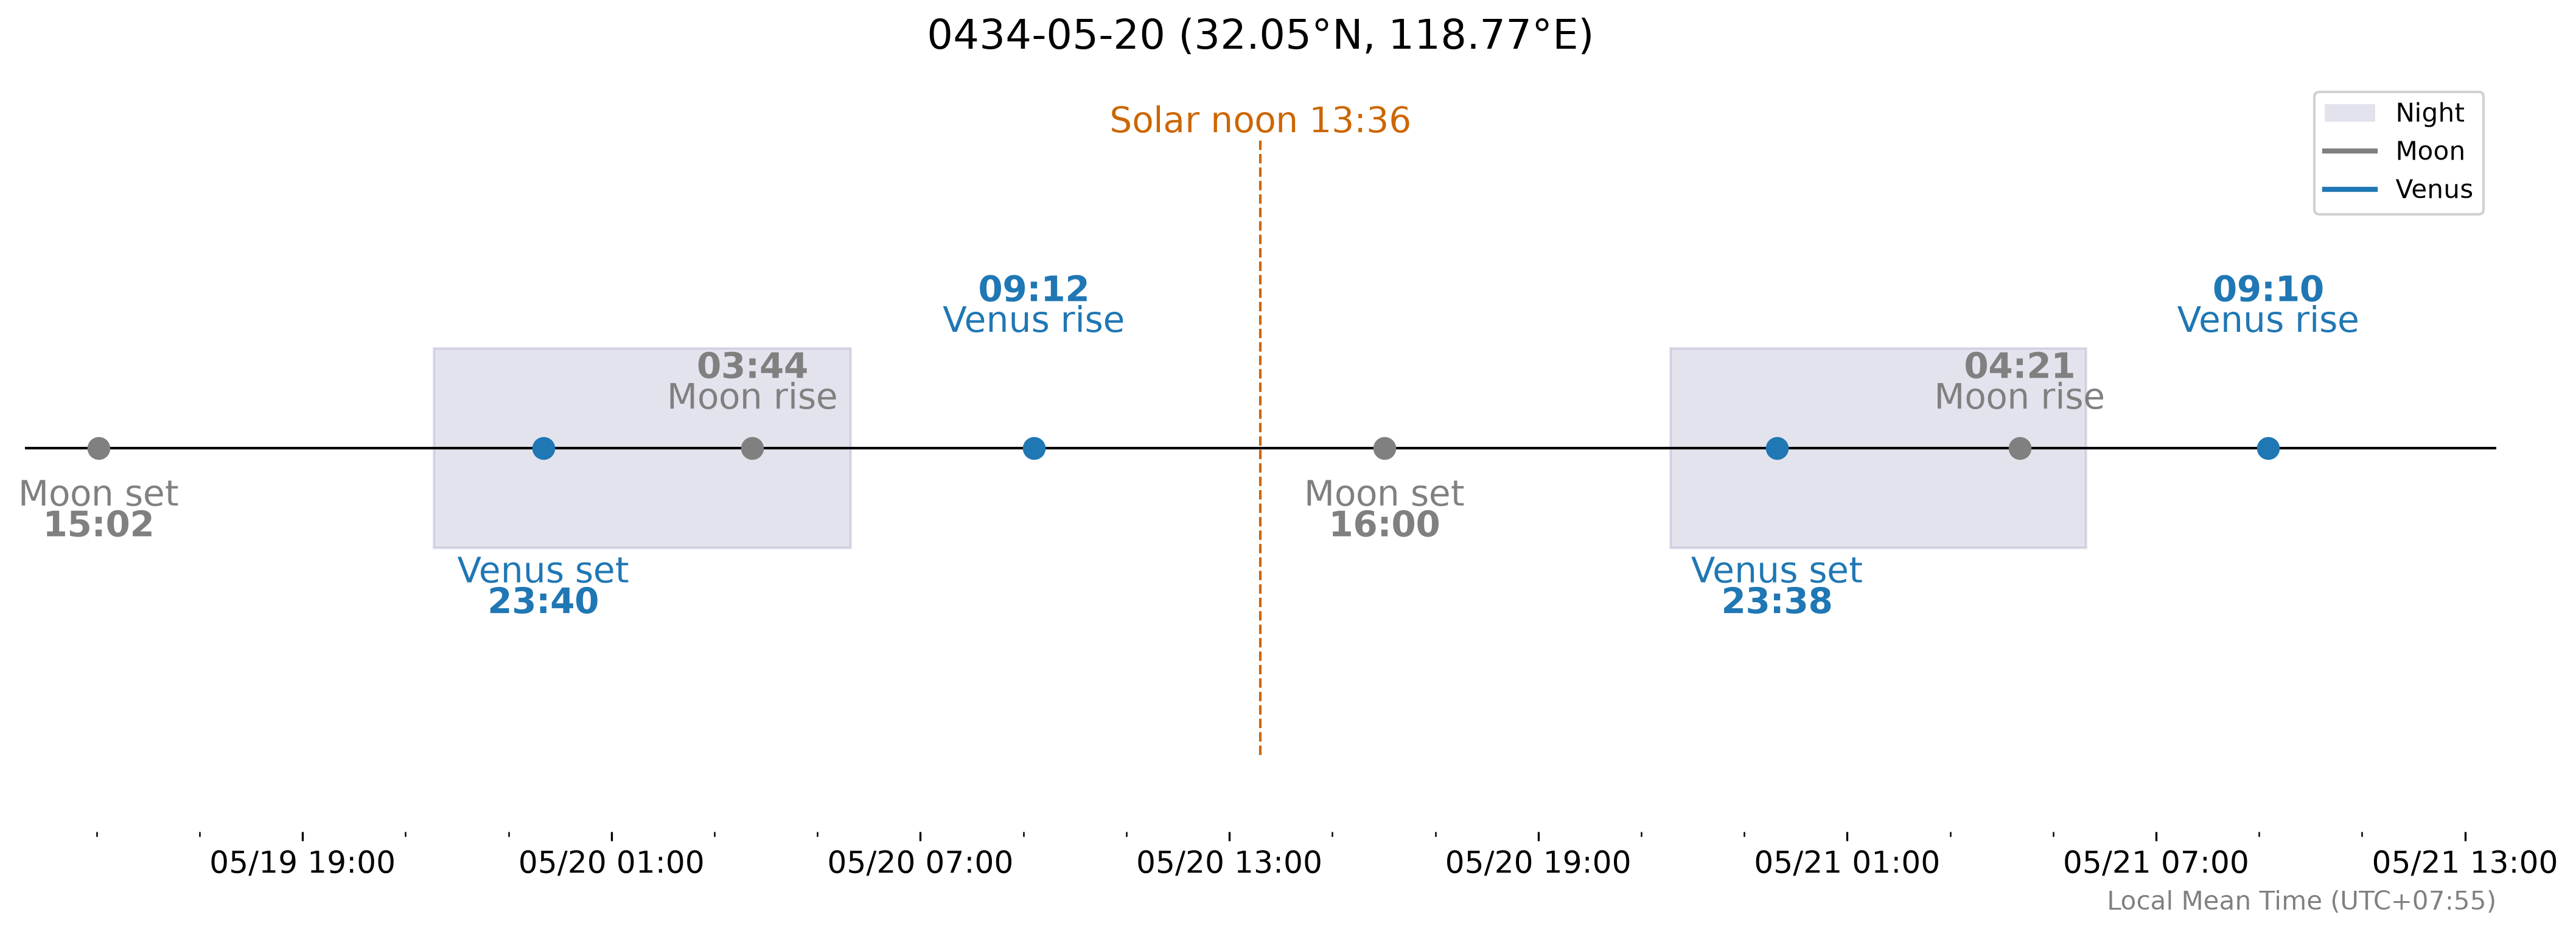 0434-05-20 (32.05°N, 118.77°E)
Solar noon 13:36
Night
Moon
Venus
09:12
Venus rise
09:10
Venus rise
03:44
Moon rise
04:21
Moon rise
Moon set
15:02
Moon set
16:00
Venus set
23:40
Venus set
23:38
05/19 19:00
05/20 01:00
05/20 07:00
05/20 13:00
05/20 19:00
05/21 01:00
05/21 07:00
05/21 13:00
Local Mean Time (UTC+07:55)